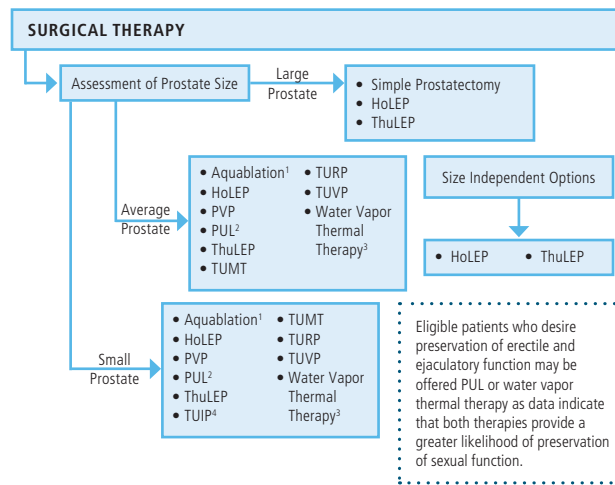 SURGICAL THERAPY
Assessment of Prostate Size
Large
Prostate
• Simple Prostatectomy
• HoLEP
• ThuLEP
Average
Prostate
• Aquablation¹
• HoLEP
• PVP
• PUL²
• ThuLEP
• TUMT
• TURP
• TUVP
• Water Vapor
Thermal
Therapy³
Size Independent Options
• HoLEP • ThuLEP
Small
Prostate
• Aquablation¹
• HoLEP
• PVP
• PUL²
• ThuLEP
• TUIP⁴
• TUMT
• TURP
• TUVP
• Water Vapor
Thermal
Therapy³
Eligible patients who desire
preservation of erectile and
ejaculatory function may be
offered PUL or water vapor
thermal therapy as data indicate
that both therapies provide a
greater likelihood of preservation
of sexual function.